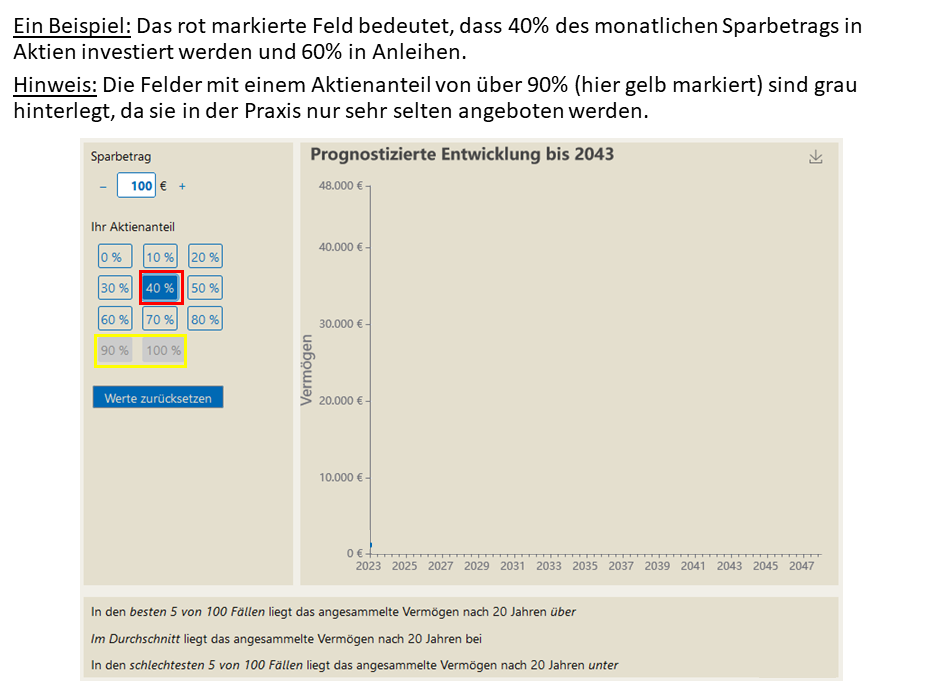 Ein Beispiel: Das rot markierte Feld bedeutet, dass 40% des monatlichen Sparbetrags in
Aktien investiert werden und 60% in Anleihen.
Hinweis: Die Felder mit einem Aktienanteil von über 90% (hier gelb markiert) sind grau
hinterlegt, da sie in der Praxis nur sehr selten angeboten werden.
Sparbetrag
– 100 € +
Ihr Aktienanteil
0 % 10 % 20 %
30 % 40 % 50 %
60 % 70 % 80 %
90 % 100 %
Werte zurücksetzen
Prognostizierte Entwicklung bis 2043
Vermögen
48.000 €
40.000 €
30.000 €
20.000 €
10.000 €
0 €
2023 2025 2027 2029 2031 2033 2035 2037 2039 2041 2043 2045 2047
In den besten 5 von 100 Fällen liegt das angesammelte Vermögen nach 20 Jahren über
Im Durchschnitt liegt das angesammelte Vermögen nach 20 Jahren bei
In den schlechtesten 5 von 100 Fällen liegt das angesammelte Vermögen nach 20 Jahren unter